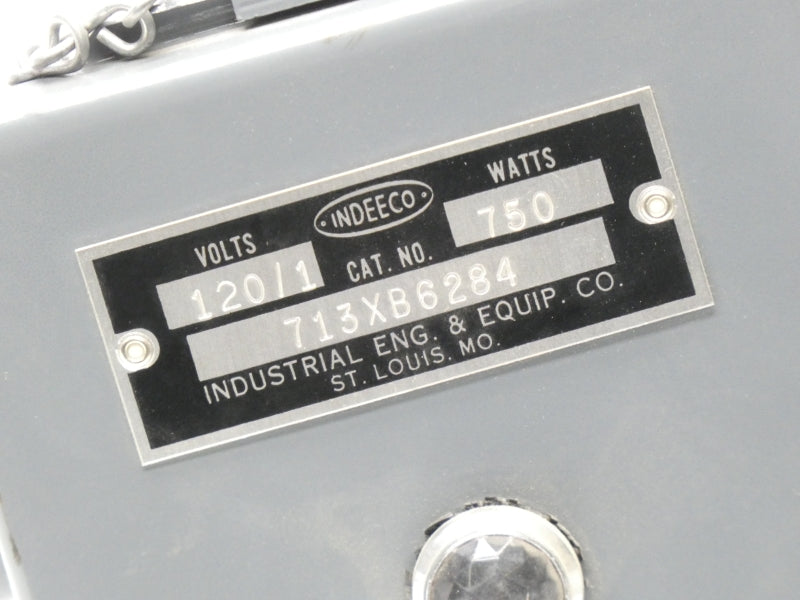 INDEECO
VOLTS 120/1
WATTS 750
CAT. NO.
713XB6284
INDUSTRIAL ENG. & EQUIP. CO.
ST. LOUIS. MO.